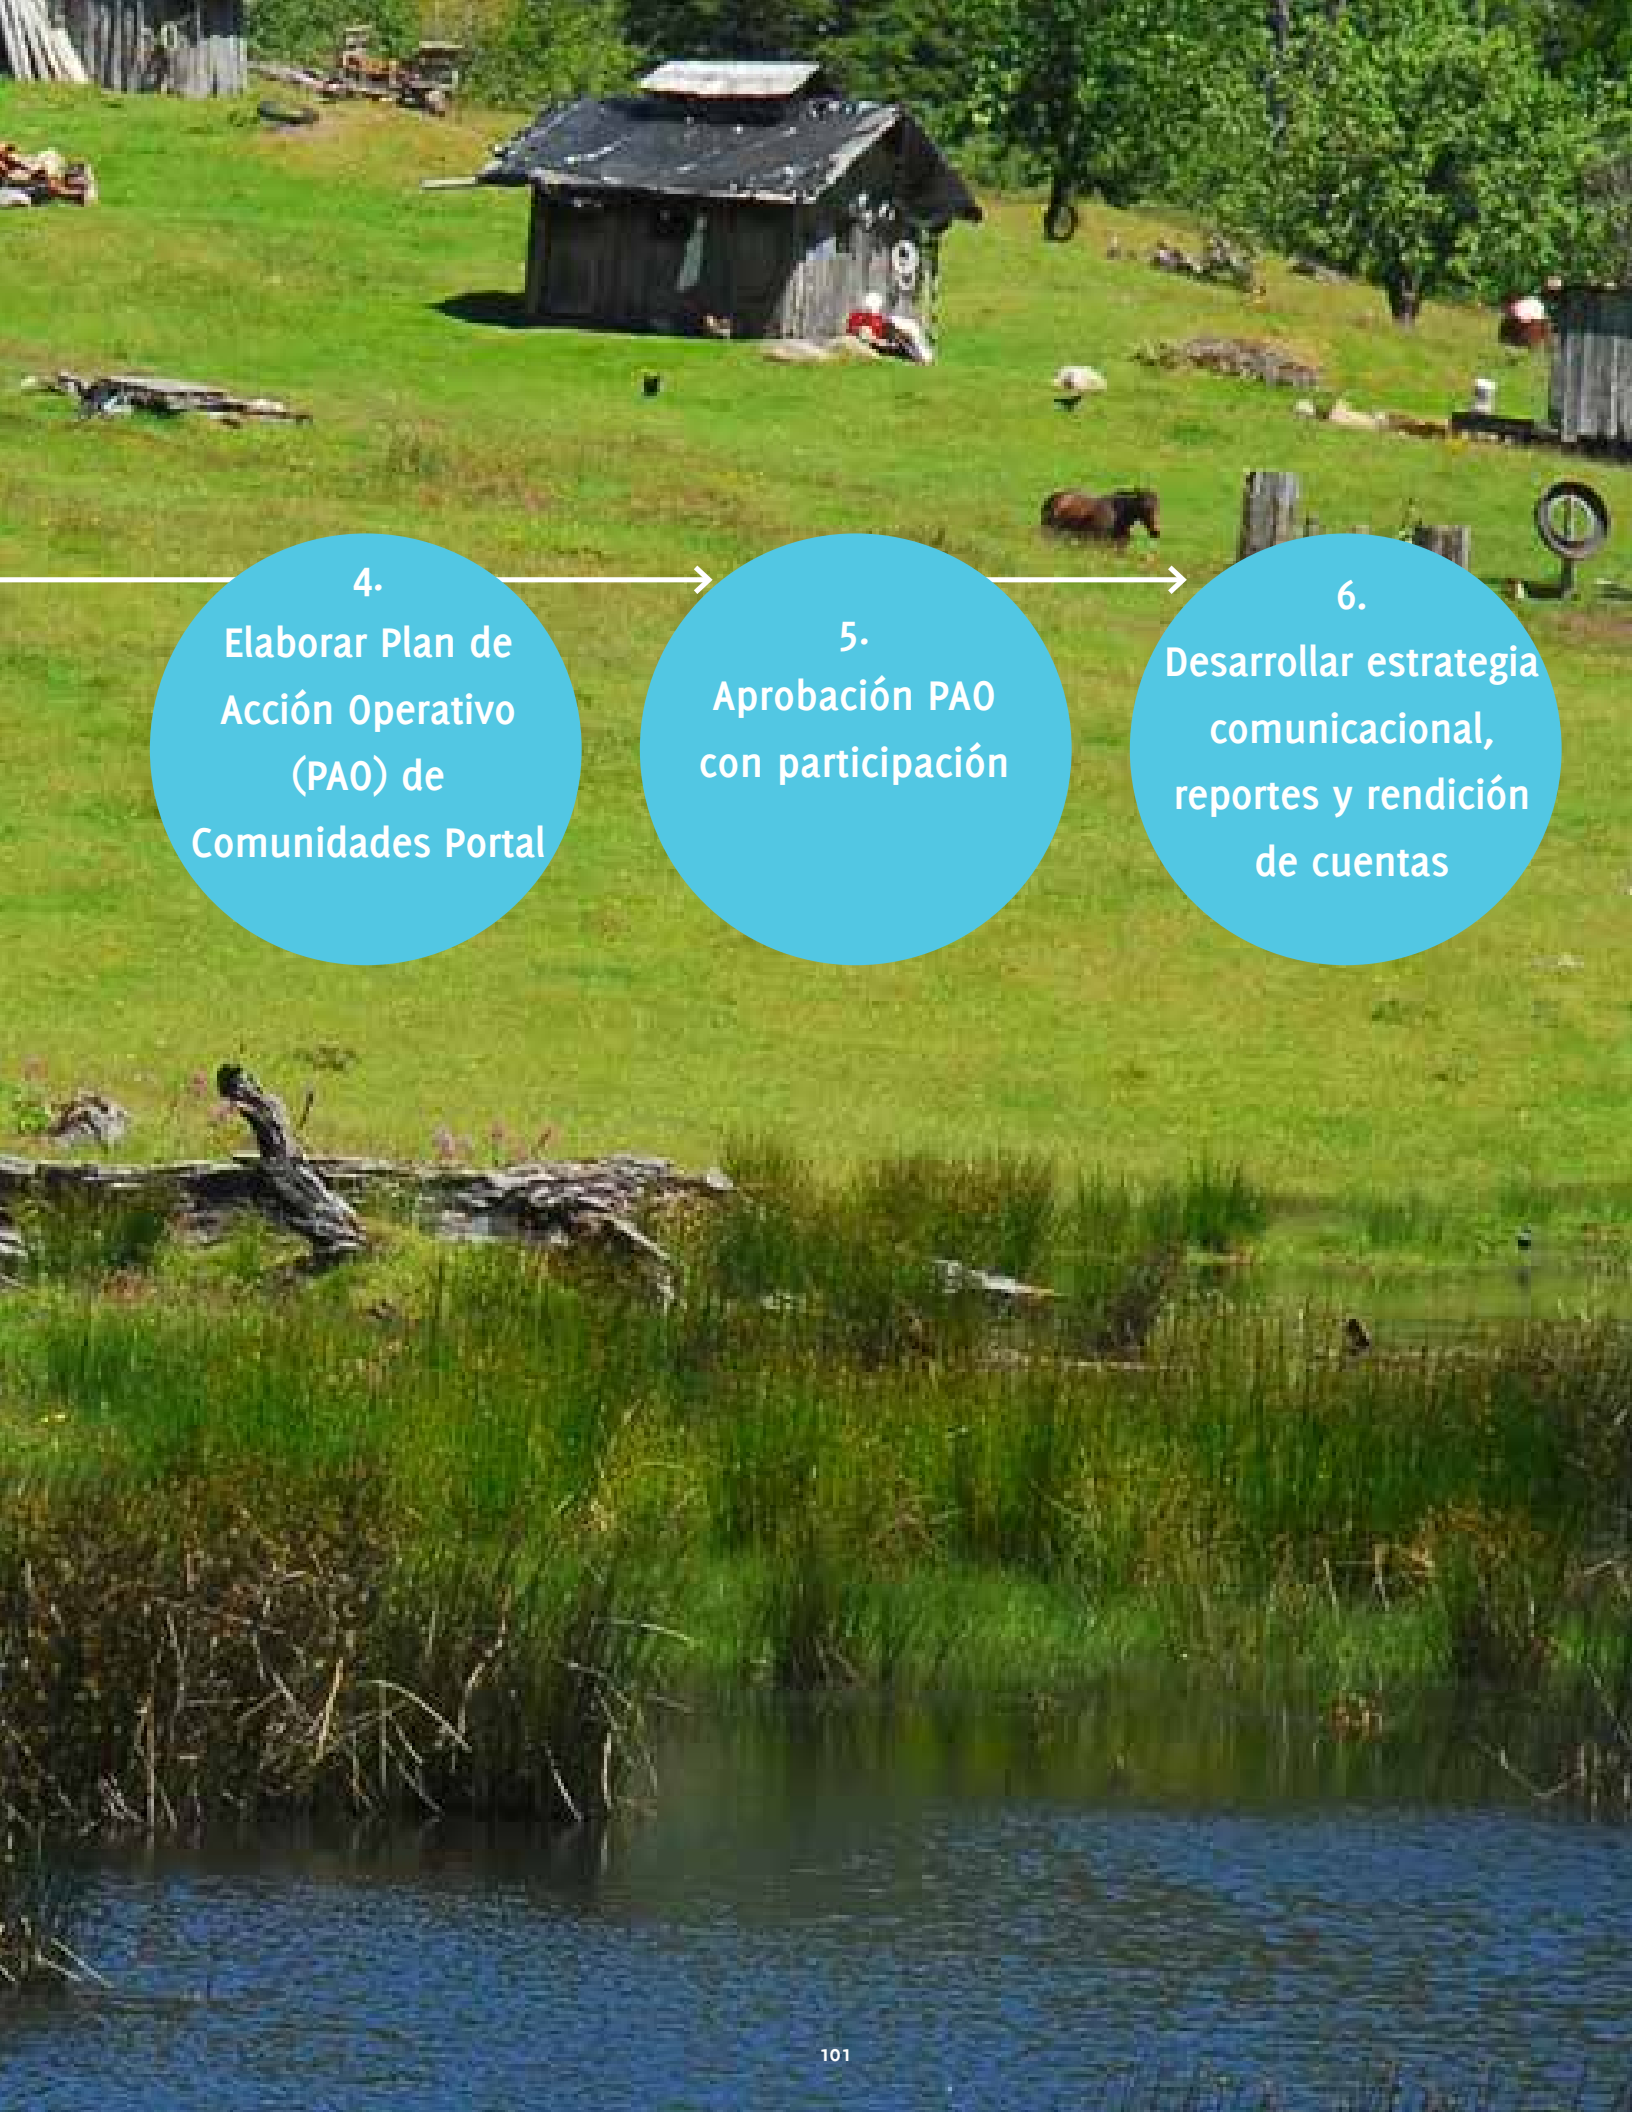 4.
Elaborar Plan de
Acción Operativo
(PAO) de
Comunidades Portal
5.
Aprobación PAO
con participación
6.
Desarrollar estrategia
comunicacional,
reportes y rendición
de cuentas
101